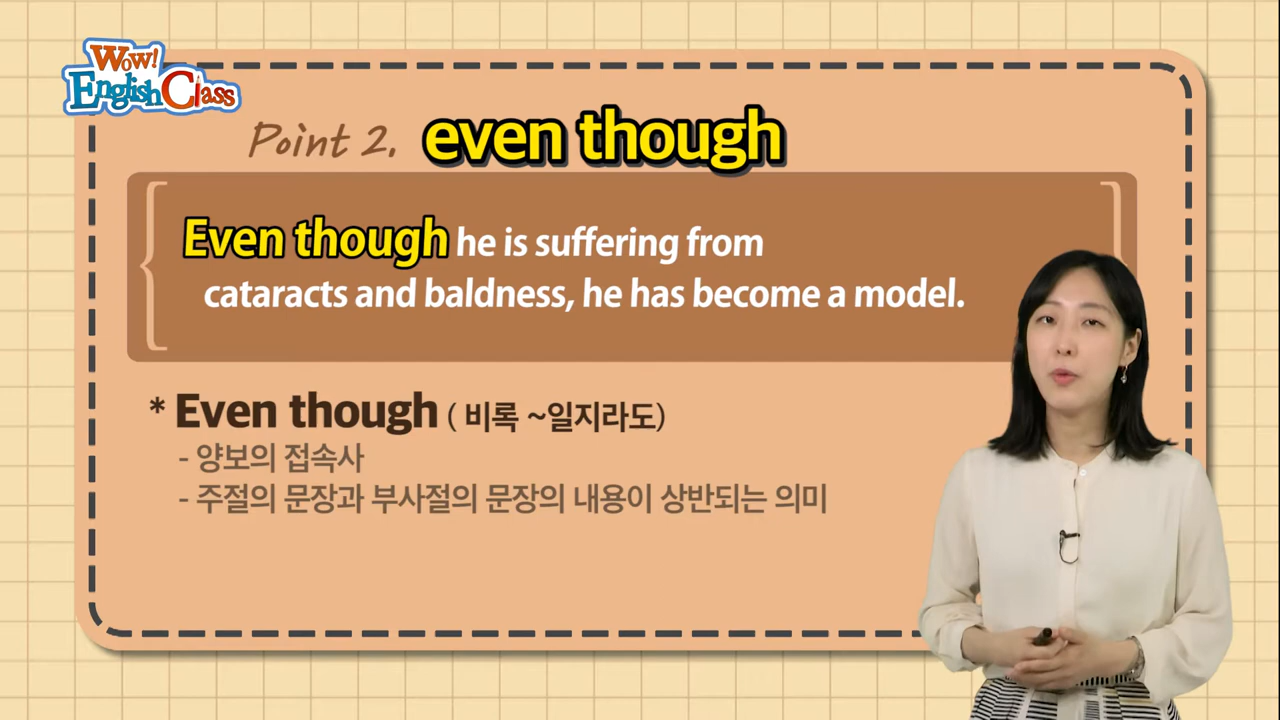 Wow!
English Class
Point 2. even though
Even though he is suffering from
cataracts and baldness, he has become a model.
* Even though ( 비록 ~일지라도)
- 양보의 접속사
- 주절의 문장과 부사절의 문장의 내용이 상반되는 의미